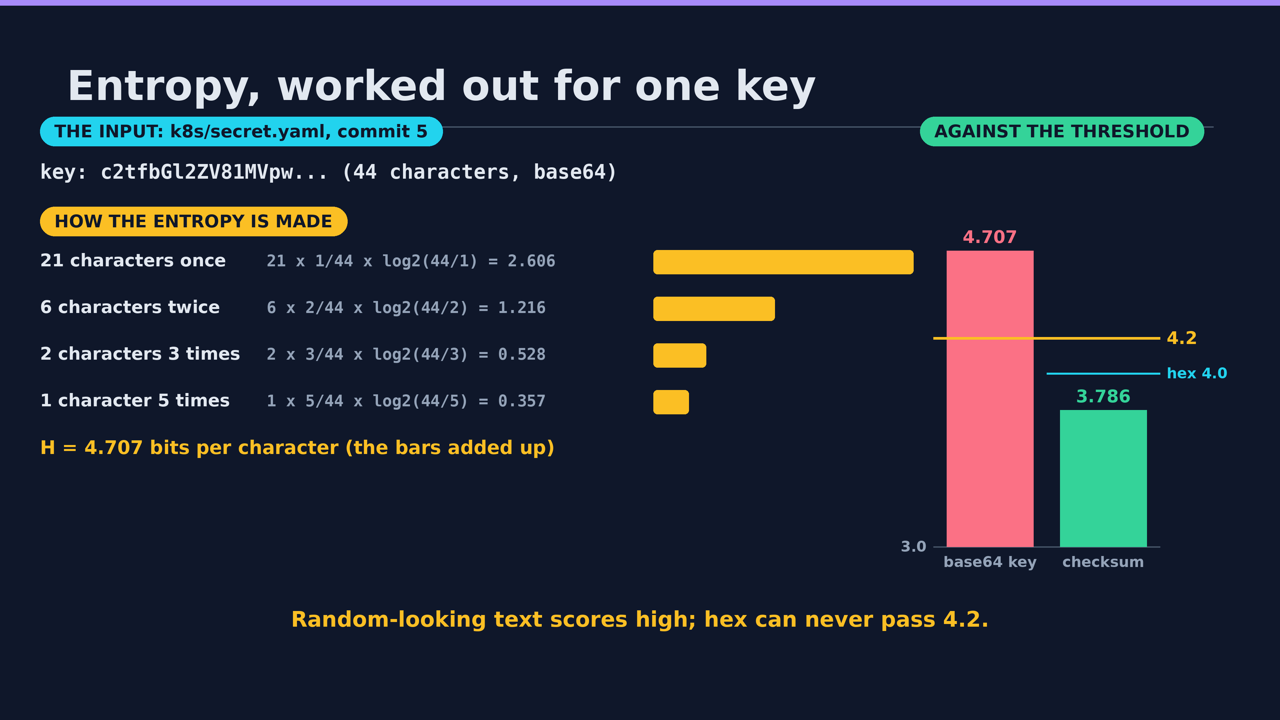 Entropy, worked out for one key
THE INPUT: k8s/secret.yaml, commit 5
key: c2tfbGl2ZV81MVpw... (44 characters, base64)
HOW THE ENTROPY IS MADE
21 characters once 21 x 1/44 x log2(44/1) = 2.606
6 characters twice 6 x 2/44 x log2(44/2) = 1.216
2 characters 3 times 2 x 3/44 x log2(44/3) = 0.528
1 character 5 times 1 x 5/44 x log2(44/5) = 0.357
H = 4.707 bits per character (the bars added up)
AGAINST THE THRESHOLD
4.707
4.2
hex 4.0
3.786
3.0
base64 key checksum
Random-looking text scores high; hex can never pass 4.2.